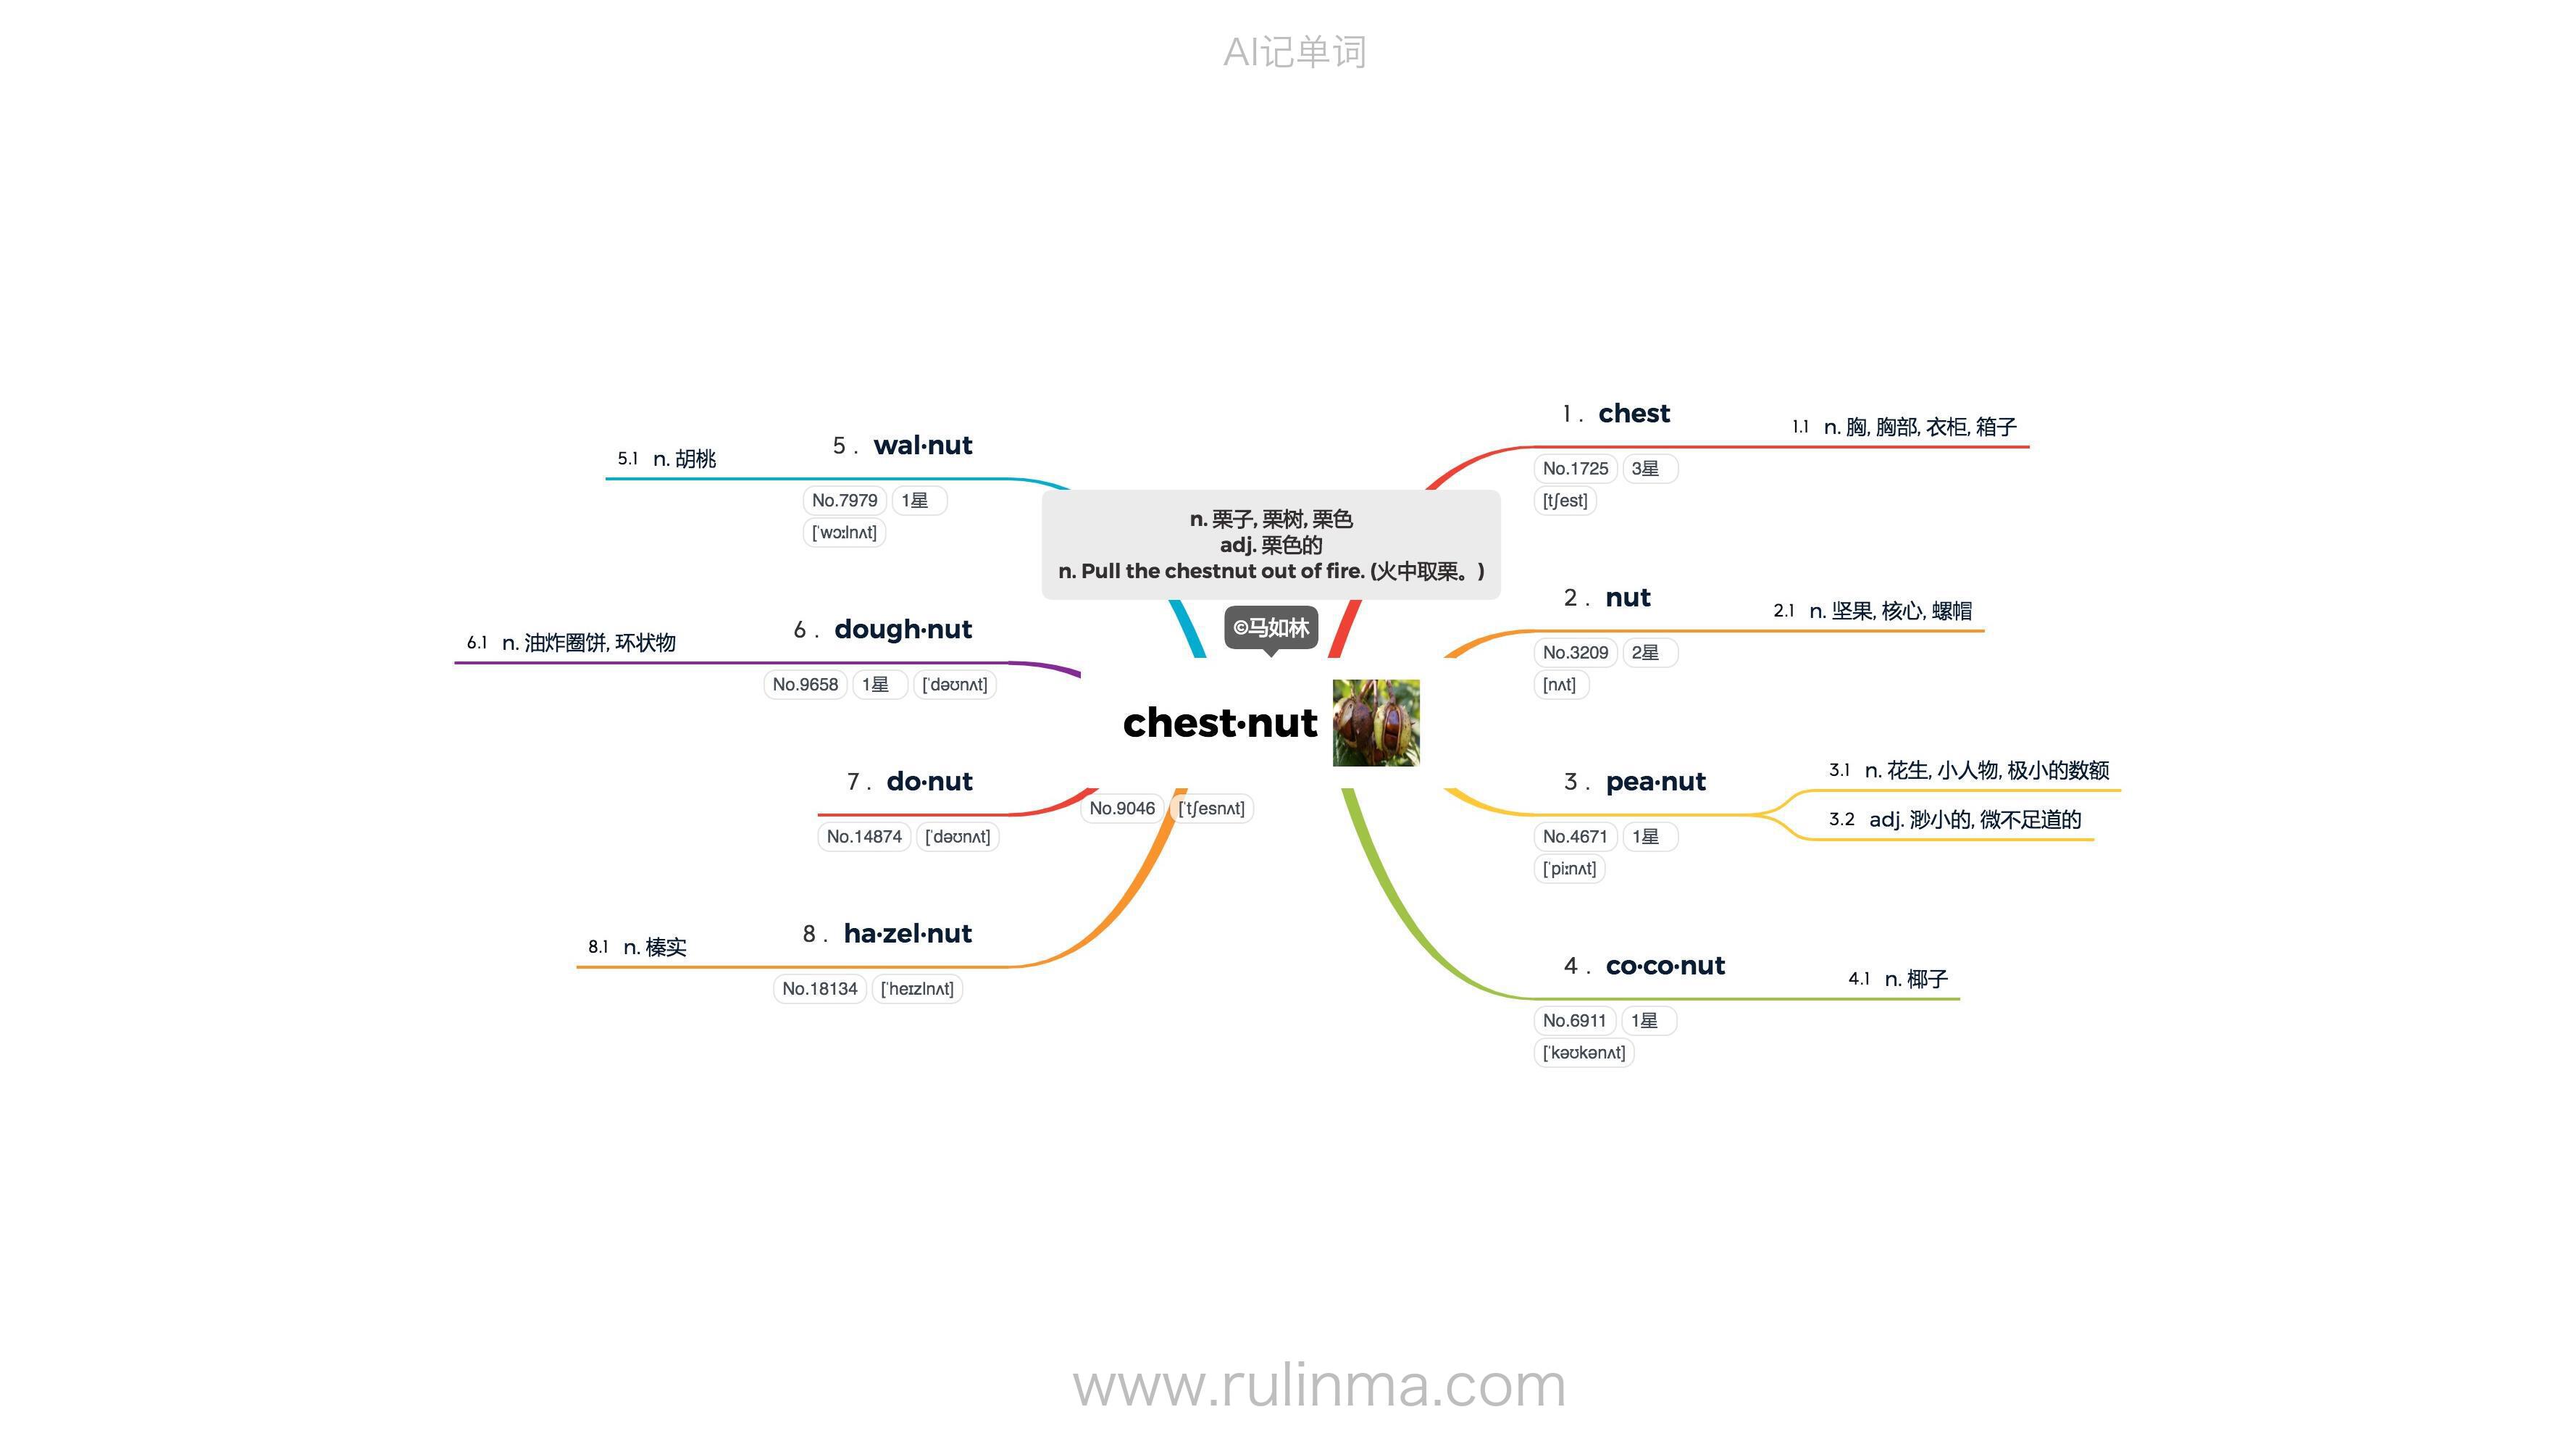 AI记单词
n. 栗子, 栗树, 栗色
adj. 栗色的
n. Pull the chestnut out of fire. (火中取栗。)
©马如林
chest·nut
No.9046 [ˈtʃesnʌt]
1 . chest
No.1725 3星
[tʃest]
1.1 n. 胸, 胸部, 衣柜, 箱子
2 . nut
No.3209 2星
[nʌt]
2.1 n. 坚果, 核心, 螺帽
3 . pea·nut
No.4671 1星
[ˈpiːnʌt]
3.1 n. 花生, 小人物, 极小的数额
3.2 adj. 渺小的, 微不足道的
4 . co·co·nut
No.6911 1星
[ˈkəʊkənʌt]
4.1 n. 椰子
5 . wal·nut
No.7979 1星
[ˈwɔːlnʌt]
5.1 n. 胡桃
6 . dough·nut
No.9658 1星 [ˈdəʊnʌt]
6.1 n. 油炸圈饼, 环状物
7 . do·nut
No.14874 [ˈdəʊnʌt]
8 . ha·zel·nut
No.18134 [ˈheɪzlnʌt]
8.1 n. 榛实
www.rulinma.com